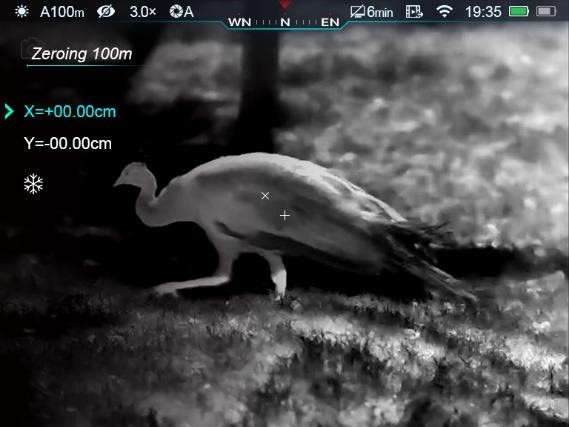 A100m 3.0× A 6min 19:35
WN N EN
Zeroing 100m
X=+00.00cm
Y=-00.00cm